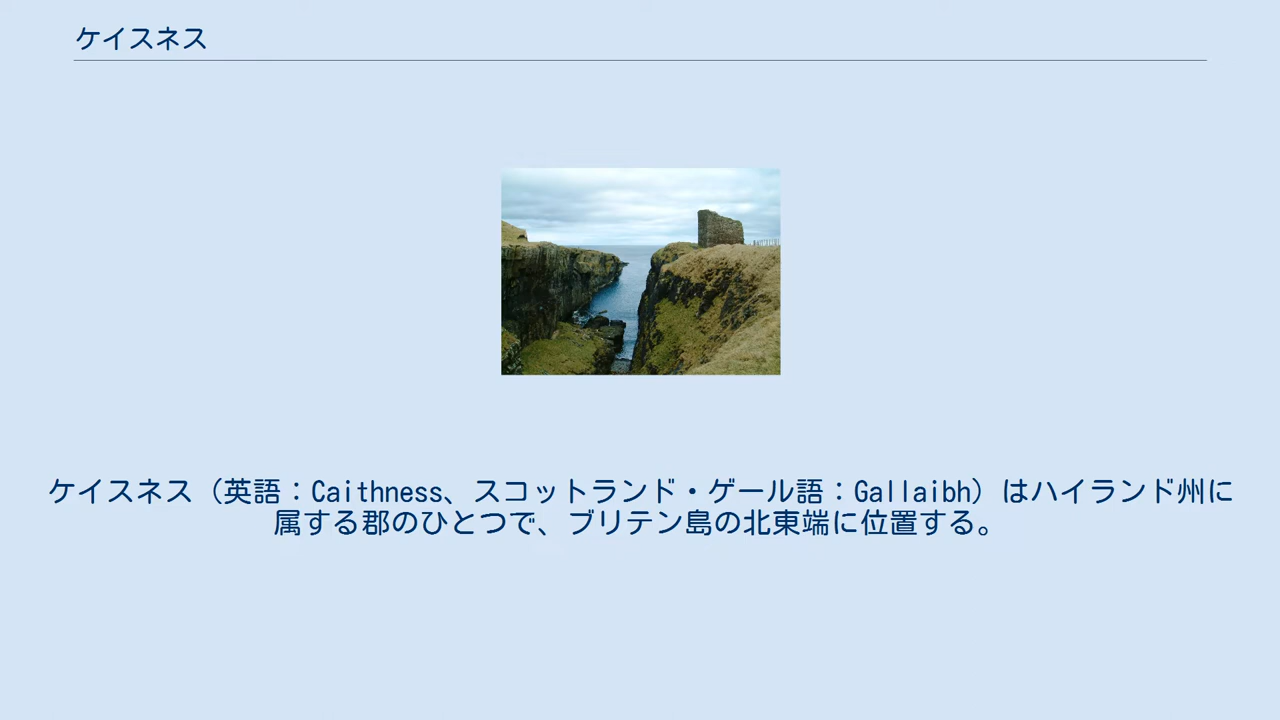 ケイスネス
ケイスネス（英語：Caithness、スコットランド・ゲール語：Gallaibh）はハイランド州に
属する郡のひとつで、ブリテン島の北東端に位置する。